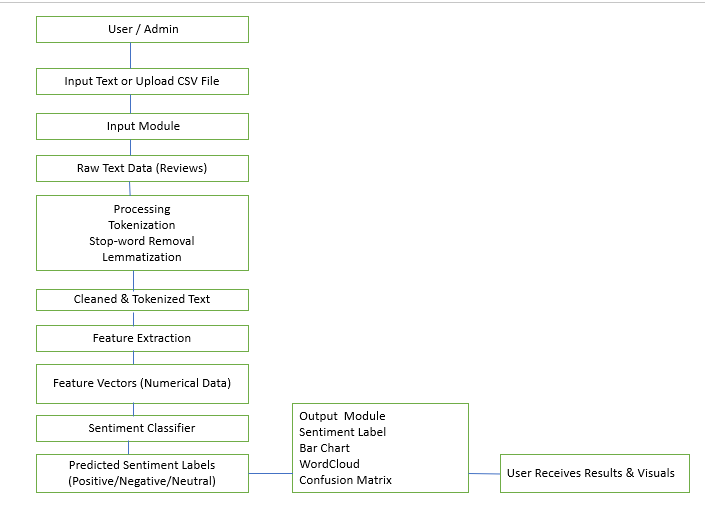 User / Admin
Input Text or Upload CSV File
Input Module
Raw Text Data (Reviews)
Processing
Tokenization
Stop-word Removal
Lemmatization
Cleaned & Tokenized Text
Feature Extraction
Feature Vectors (Numerical Data)
Sentiment Classifier
Predicted Sentiment Labels
(Positive/Negative/Neutral)
Output  Module
Sentiment Label
Bar Chart
WordCloud
Confusion Matrix
User Receives Results & Visuals